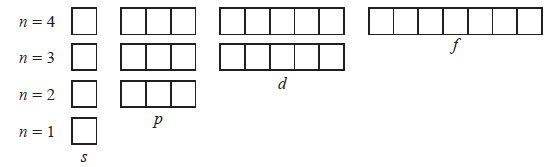 n = 4
n = 3
f
n = 2
d
n = 1
p
s